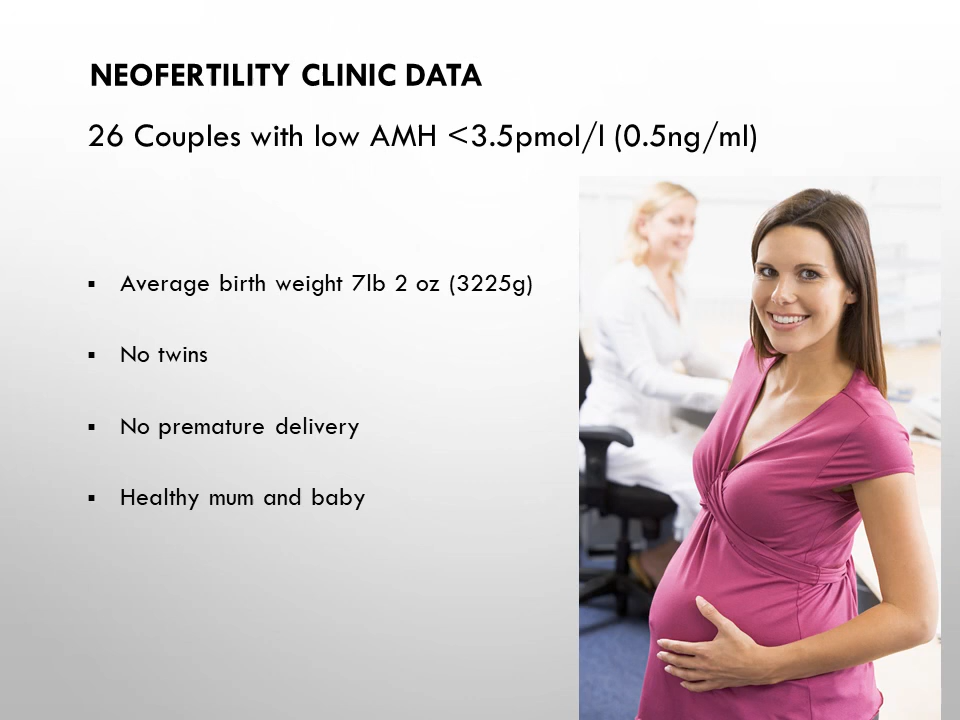 NEOFERTILITY CLINIC DATA
26 Couples with low AMH <3.5pmol/l (0.5ng/ml)
▪ Average birth weight 7lb 2 oz (3225g)
▪ No twins
▪ No premature delivery
▪ Healthy mum and baby